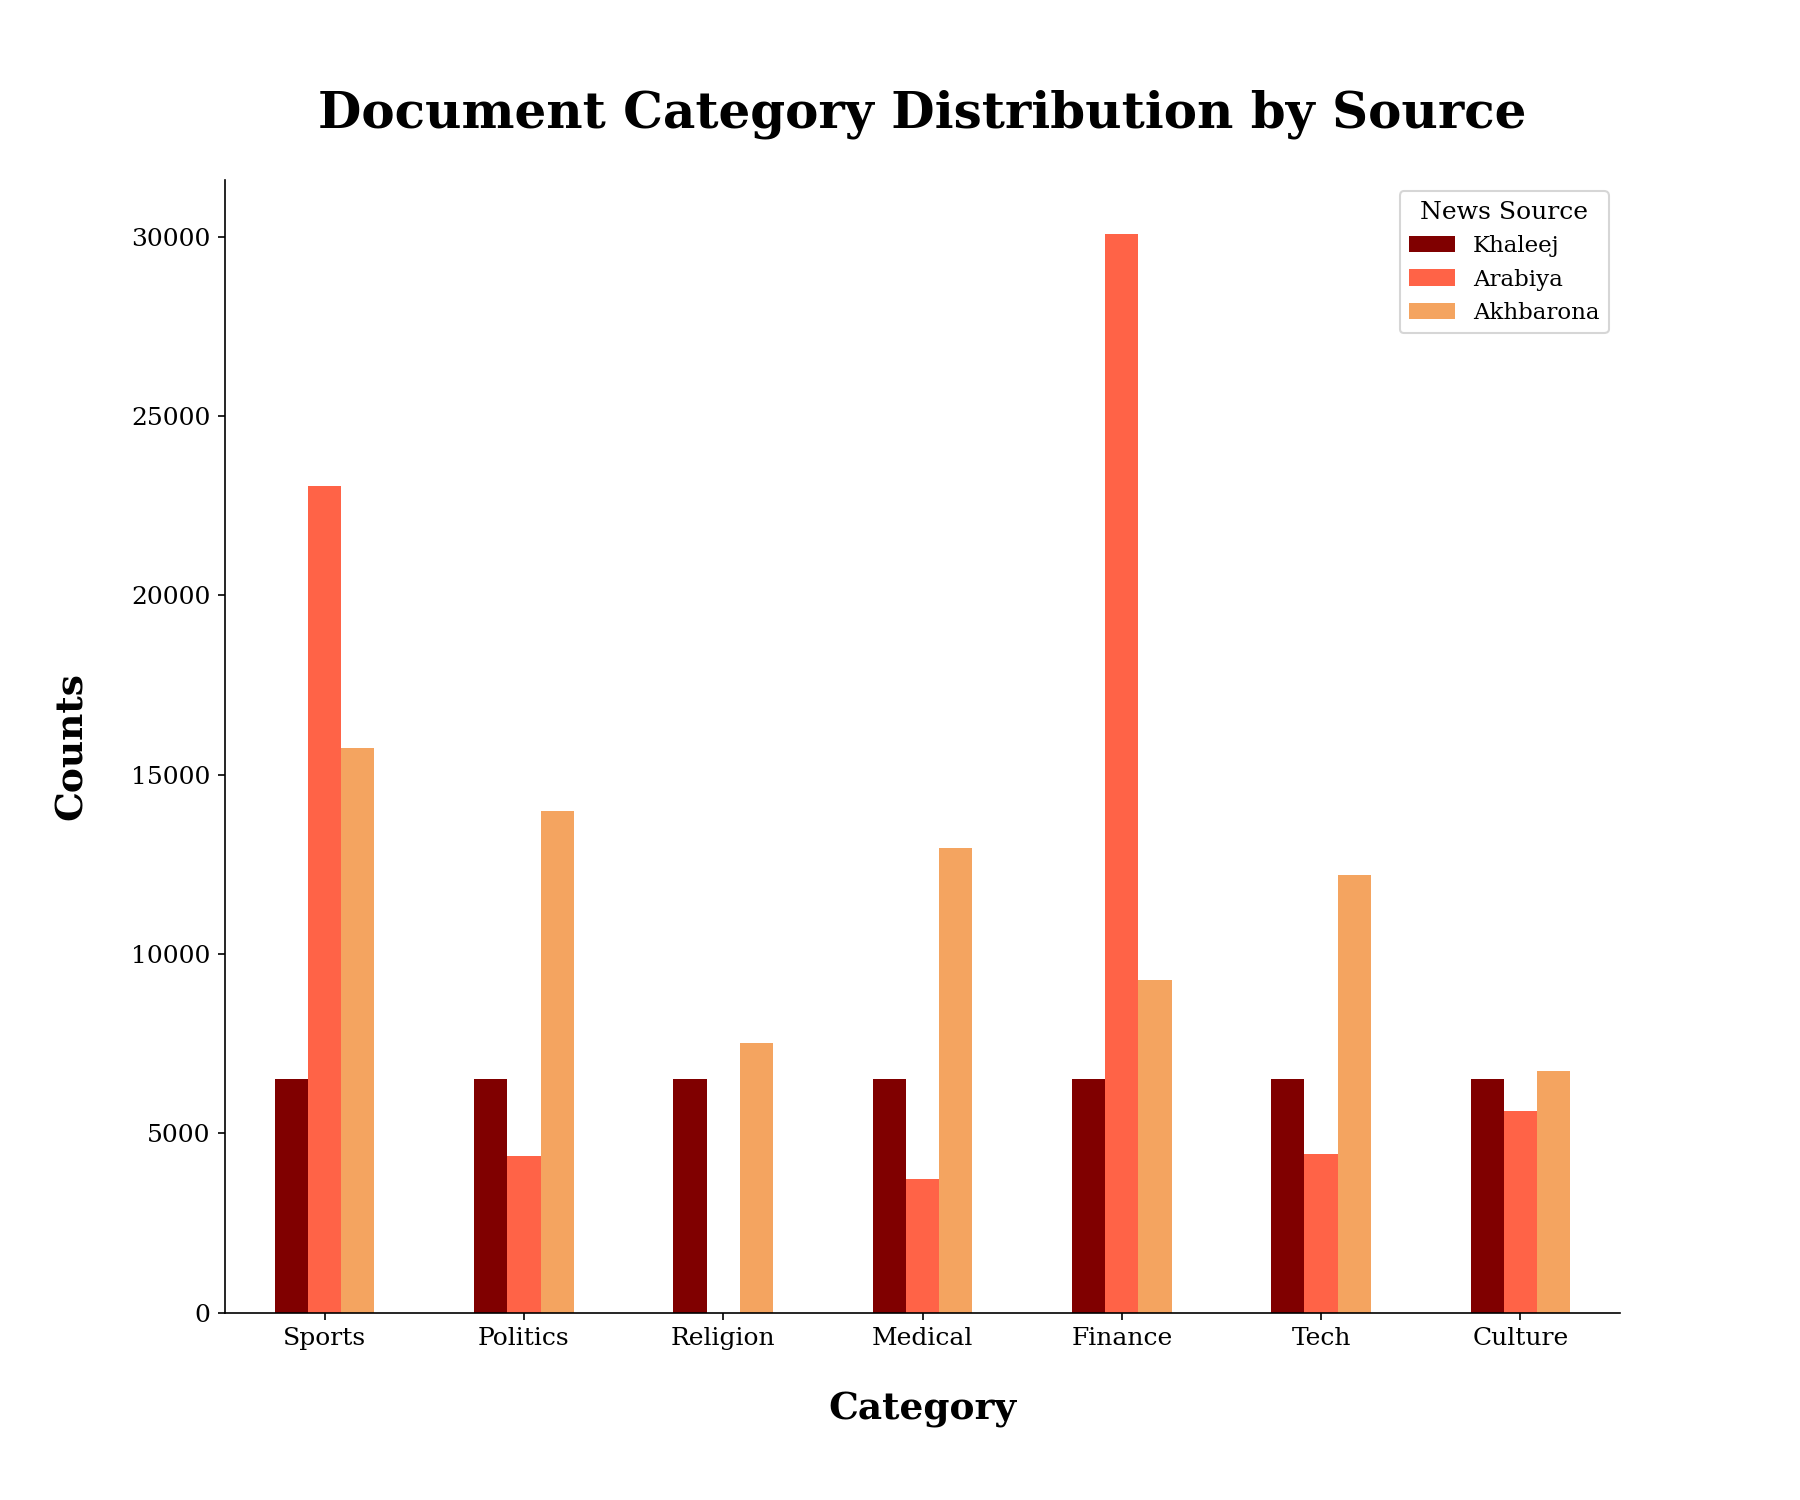 Document Category Distribution by Source
News Source
Khaleej
Arabiya
Akhbarona
Counts
30000
25000
20000
15000
10000
5000
0
Sports Politics Religion Medical Finance Tech Culture
Category